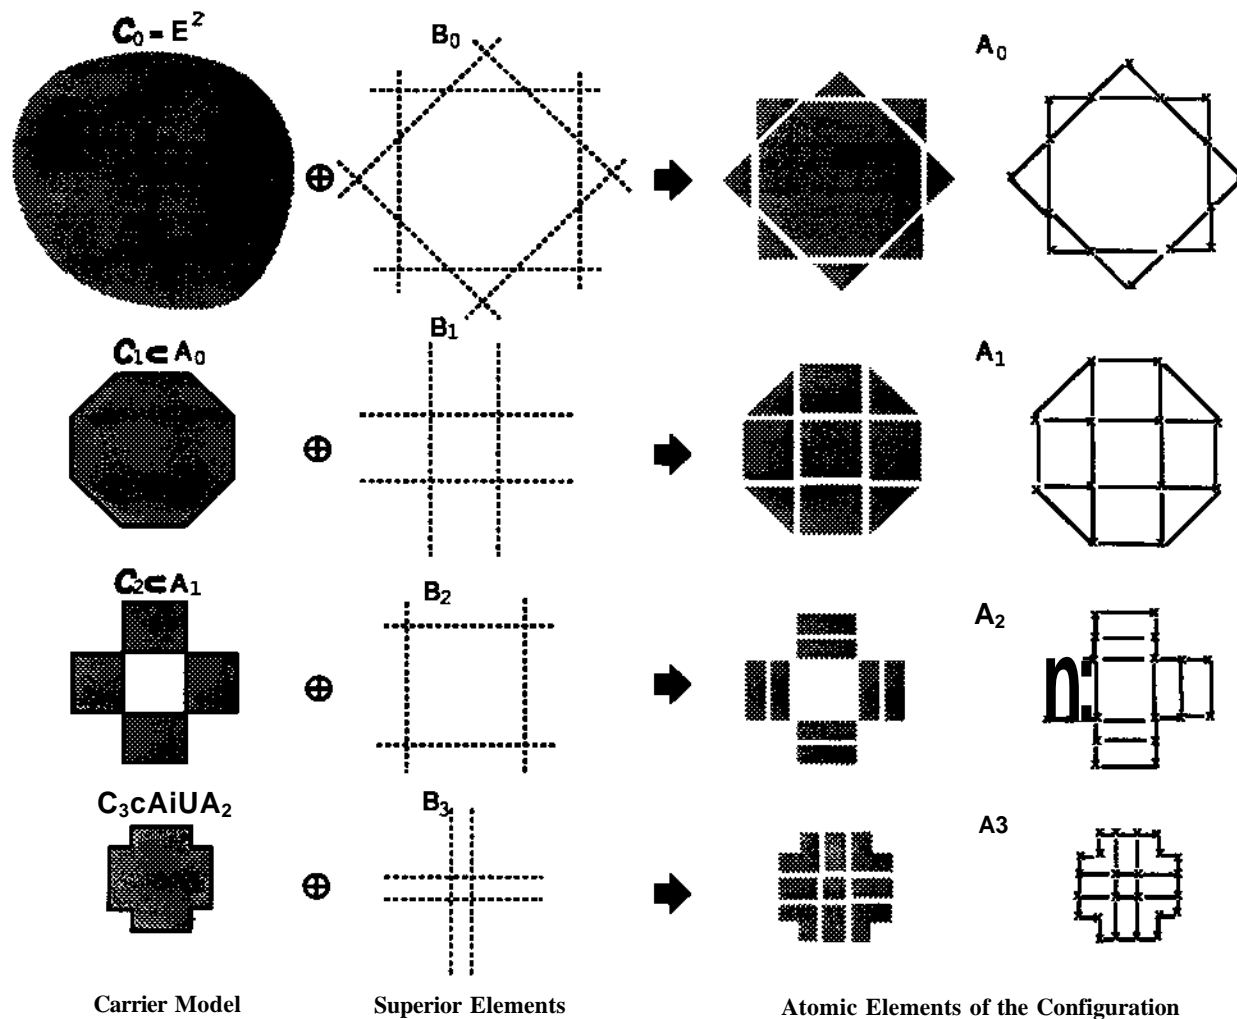 C₀ = E²
B₀
A₀
C₁ ⊂ A₀
B₁
A₁
C₂ ⊂ A₁
B₂
A₂
n:
C₃cAiUA₂
B₃
A3
Carrier Model
Superior Elements
Atomic Elements of the Configuration